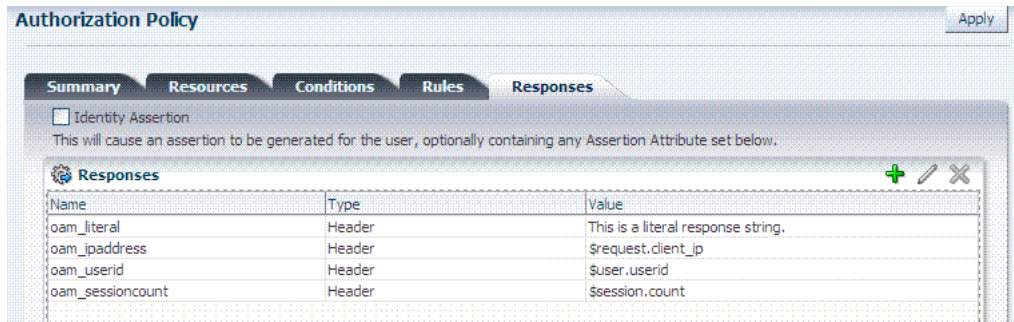 Authorization Policy Apply
Summary Resources Conditions Rules Responses
Identity Assertion
This will cause an assertion to be generated for the user, optionally containing any Assertion Attribute set below.
Responses
Name Type Value
oam_literal Header This is a literal response string.
oam_ipaddress Header $request.client_ip
oam_userid Header $user.userid
oam_sessioncount Header $session.count